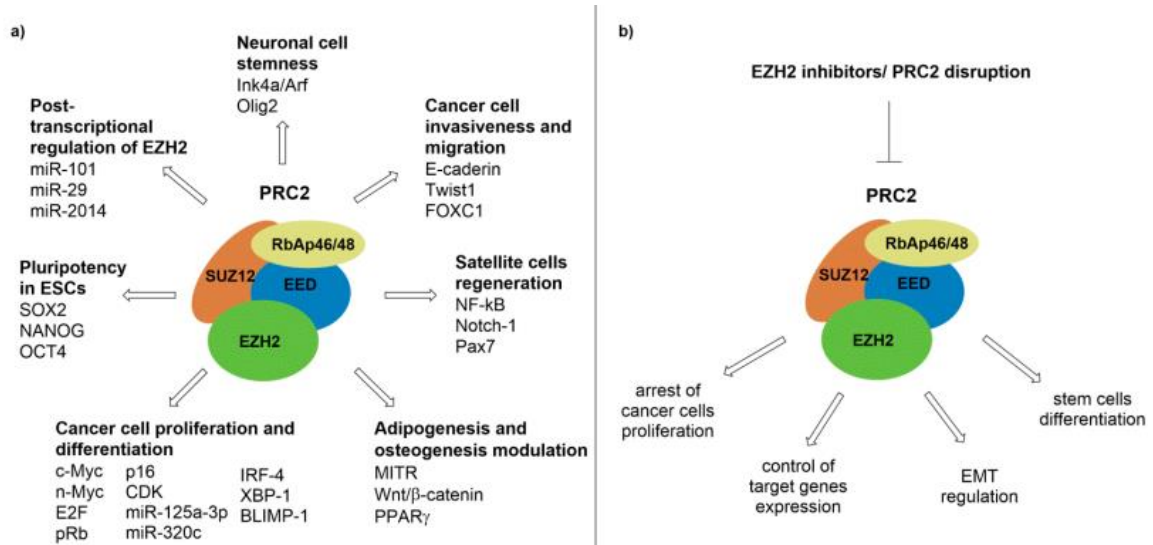 a)
Neuronal cell
stemness
Ink4a/Arf
Olig2
Post-
transcriptional
regulation of EZH2
miR-101
miR-29
miR-2014
Cancer cell
invasiveness and
migration
E-caderin
Twist1
FOXC1
PRC2
RbAp46/48
SUZ12
EED
EZH2
Pluripotency
in ESCs
SOX2
NANOG
OCT4
Satellite cells
regeneration
NF-kB
Notch-1
Pax7
Cancer cell proliferation and
differentiation
c-Myc
n-Myc
E2F
pRb
p16
CDK
miR-125a-3p
miR-320c
IRF-4
XBP-1
BLIMP-1
Adipogenesis and
osteogenesis modulation
MITR
Wnt/β-catenin
PPARγ
b)
EZH2 inhibitors/ PRC2 disruption
PRC2
RbAp46/48
SUZ12
EED
EZH2
arrest of
cancer cells
proliferation
control of
target genes
expression
EMT
regulation
stem cells
differentiation